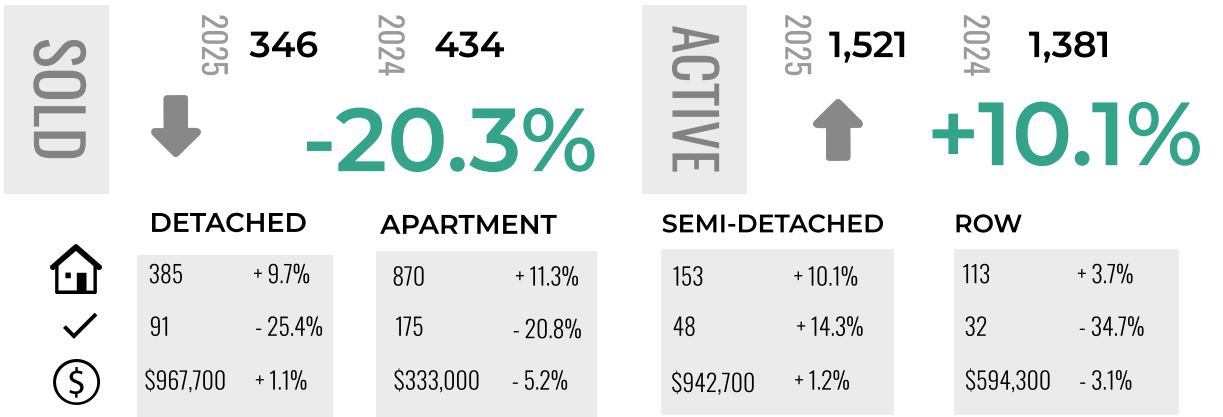 SOLD
2025 346 2024 434
-20.3%
ACTIVE
2025 1,521 2024 1,381
+10.1%
DETACHED
385 + 9.7%
91 - 25.4%
$967,700 + 1.1%
APARTMENT
870 + 11.3%
175 - 20.8%
$333,000 - 5.2%
SEMI-DETACHED
153 + 10.1%
48 + 14.3%
$942,700 + 1.2%
ROW
113 + 3.7%
32 - 34.7%
$594,300 - 3.1%